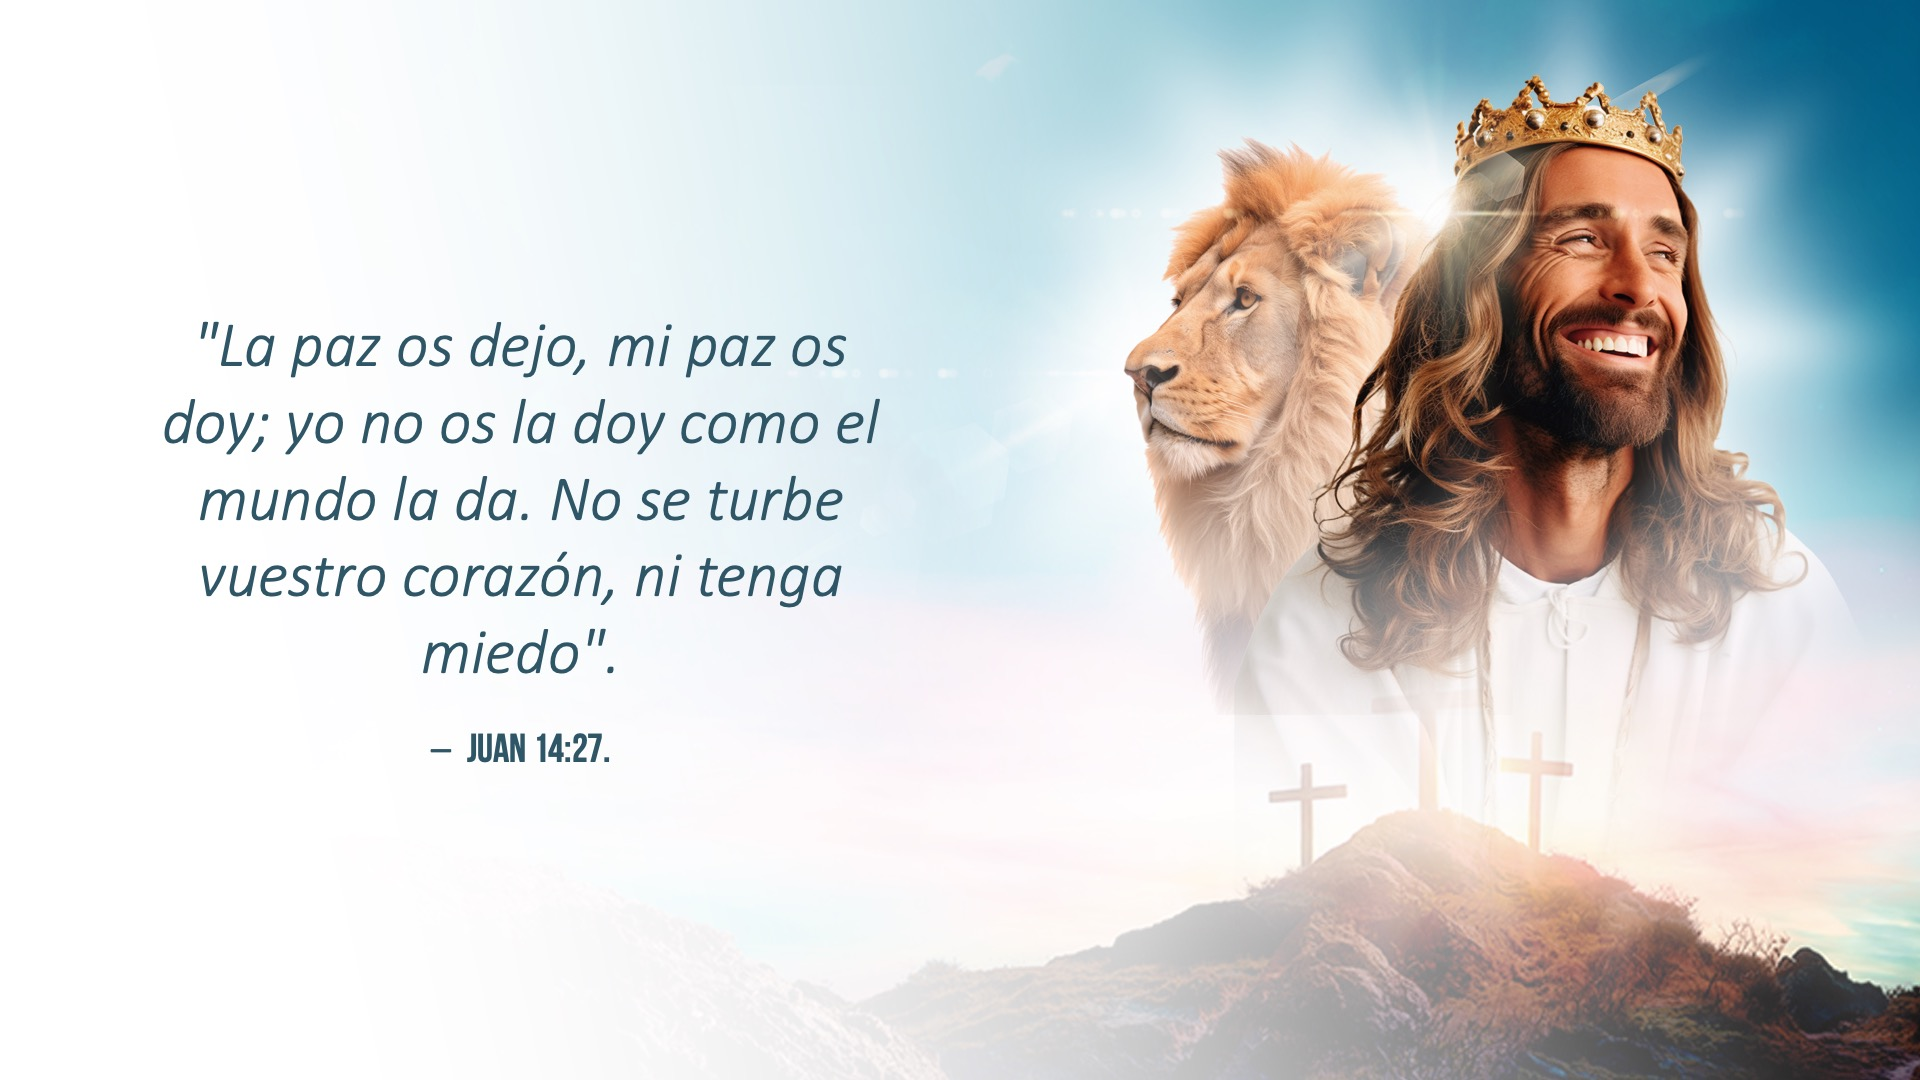 "La paz os dejo, mi paz os
doy; yo no os la doy como el
mundo la da. No se turbe
vuestro corazón, ni tenga
miedo".
– JUAN 14:27.